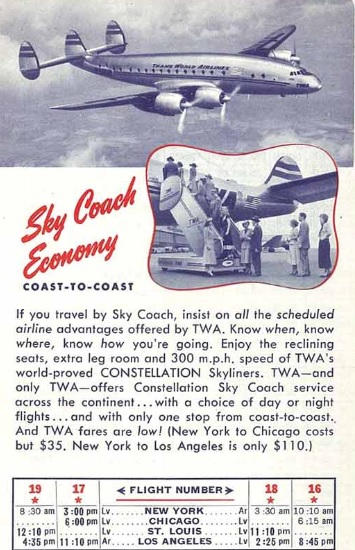 TRANS WORLD AIRLINES
TWA
Sky Coach
Economy
COAST-TO-COAST
If you travel by Sky Coach, insist on all the scheduled
airline advantages offered by TWA. Know when, know
where, know how you're going. Enjoy the reclining
seats, extra leg room and 300 m.p.h. speed of TWA's
world-proved CONSTELLATION Skyliners. TWA—and
only TWA—offers Constellation Sky Coach service
across the continent...with a choice of day or night
flights...and with only one stop from coast-to-coast.
And TWA fares are low! (New York to Chicago costs
but $35. New York to Los Angeles is only $110.)
19 17 FLIGHT NUMBER 18 16
8:30 am 3:00 pm Lv......NEW YORK......Ar 3:30 am 10:10 am
6:00 pm Lv......CHICAGO......Lv 6:15 am
12:10 pm Lv......ST. LOUIS......Lv 11:10 pm
4:35 pm 11:10 pm Ar....LOS ANGELES....Lv 2:25 pm 8:45 pm